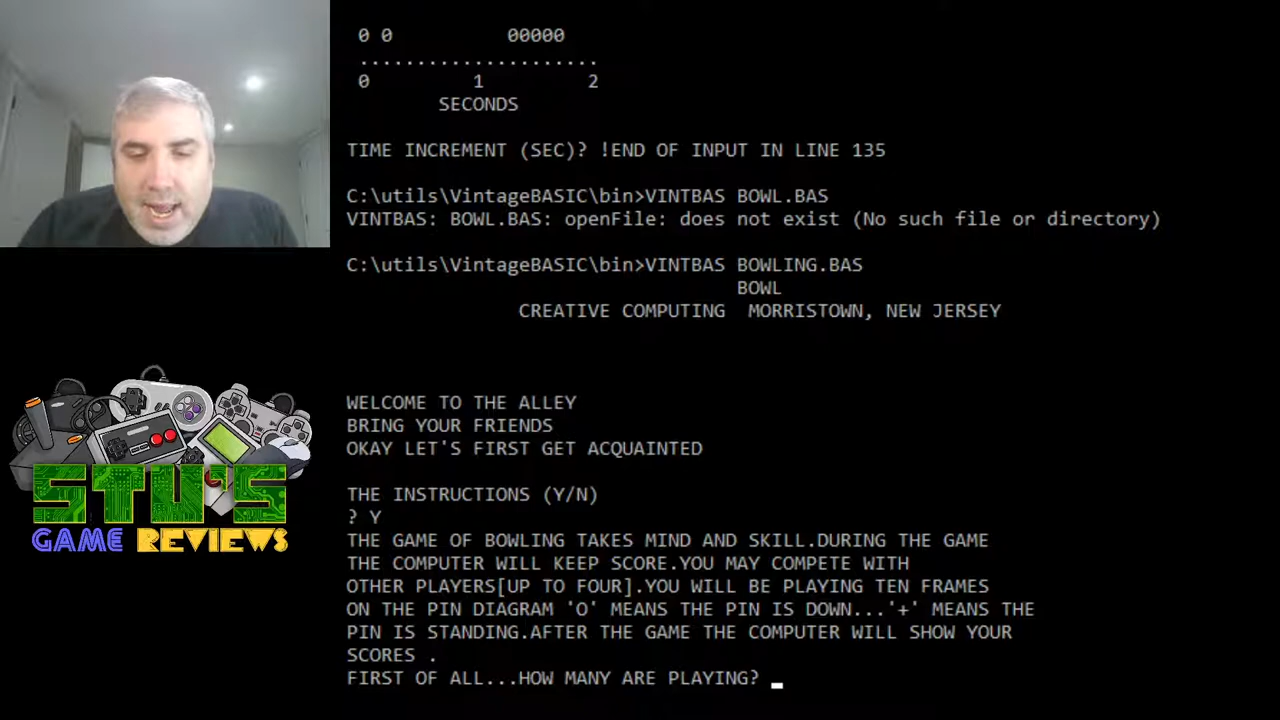 0 0 00000
.....................
0 1 2
SECONDS
TIME INCREMENT (SEC)? !END OF INPUT IN LINE 135
C:\utils\VintageBASIC\bin>VINTBAS BOWL.BAS
VINTBAS: BOWL.BAS: openFile: does not exist (No such file or directory)
C:\utils\VintageBASIC\bin>VINTBAS BOWLING.BAS
BOWL
CREATIVE COMPUTING MORRISTOWN, NEW JERSEY
WELCOME TO THE ALLEY
BRING YOUR FRIENDS
OKAY LET'S FIRST GET ACQUAINTED
THE INSTRUCTIONS (Y/N)
? Y
THE GAME OF BOWLING TAKES MIND AND SKILL.DURING THE GAME
THE COMPUTER WILL KEEP SCORE.YOU MAY COMPETE WITH
OTHER PLAYERS[UP TO FOUR].YOU WILL BE PLAYING TEN FRAMES
ON THE PIN DIAGRAM 'O' MEANS THE PIN IS DOWN...'+' MEANS THE
PIN IS STANDING.AFTER THE GAME THE COMPUTER WILL SHOW YOUR
SCORES .
FIRST OF ALL...HOW MANY ARE PLAYING?
STU'S
GAME REVIEWS